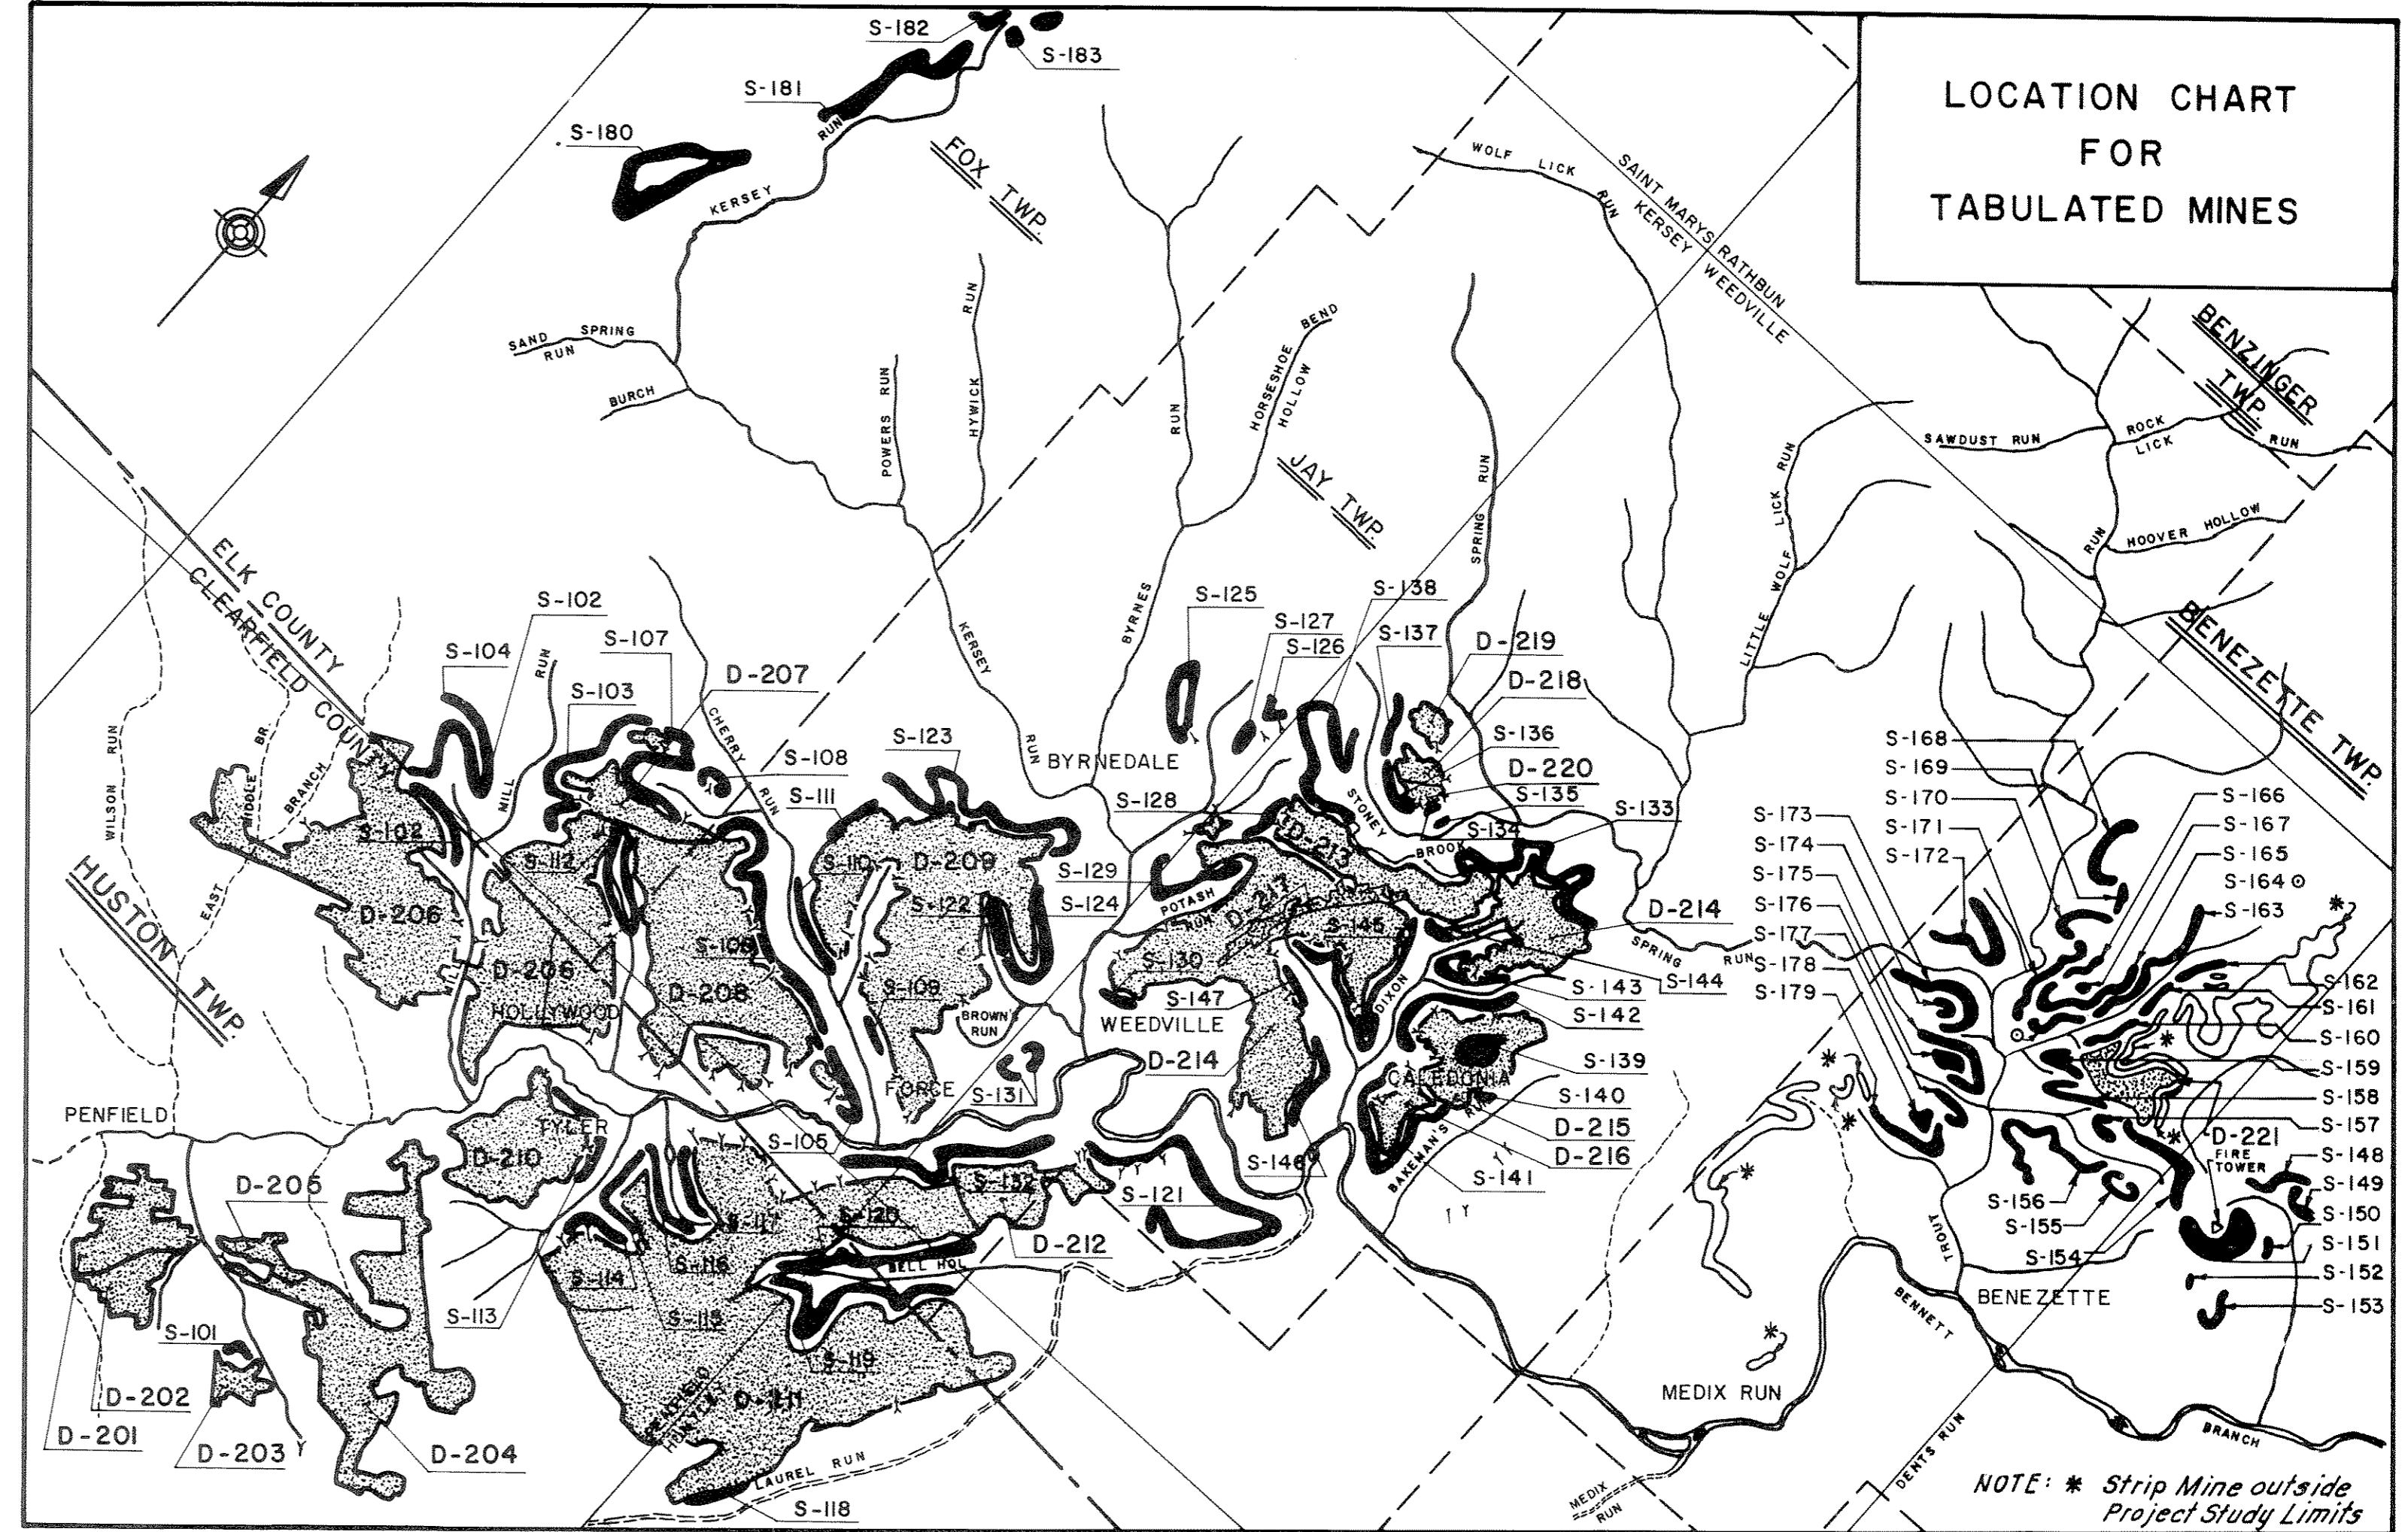 LOCATION CHART
FOR
TABULATED MINES
S-182
S-183
S-181
S-180
RUN
KERSEY
FOX TWP.
WOLF LICK RUN
SAINT MARYS RATHBUN
KERSEY WEEDVILLE
SAND SPRING
RUN
BURCH
POWERS RUN
HYWICK RUN
RUN
HORSESHOE BEND
HOLLOW
JAY TWP.
SPRING RUN
BENZINGER
TWP.
SAWDUST RUN
ROCK
LICK
RUN
LITTLE WOLF LICK RUN
RUN
HOOVER HOLLOW
BENEZETTE TWP.
ELK COUNTY
CLEARFIELD COUNTY
WILSON RUN
MIDDLE BR.
EAST BRANCH
HUSTON TWP.
S-104
S-102
MILL RUN
S-107
S-103
D-207
CHERRY RUN
S-108
S-123
S-111
KERSEY RUN
BYRNES
BYRNEDALE
S-125
S-127
S-126
S-138
S-137
D-219
D-218
S-136
D-220
S-135
S-134
S-133
S-128
STONEY
BROOK
D-213
S-102
S-112
S-110
D-209
S-129
POTASH
RUN
D-217
S-145
S-122
S-124
D-206
D-206
HOLLYWOOD
D-208
S-109
BROWN'S
RUN
S-130
S-147
WEEDVILLE
D-214
DIXON
D-214
SPRING RUN
S-144
S-143
S-142
S-139
CALEDONIA
S-140
RUN
D-215
D-216
S-141
BAKEMAN'S
S-146
FORCE
S-131
S-105
S-132
S-121
PENFIELD
TYLER
D-210
D-205
S-117
S-120
S-116
S-114
S-115
S-113
BELL HOL.
D-212
S-101
D-202
D-201
D-203
D-204
S-119
D-211
PENFIELD
LAUREL RUN
S-118
S-168
S-169
S-170
S-171
S-172
S-173
S-174
S-175
S-176
S-177
S-178
S-179
S-166
S-167
S-165
S-164
S-163
S-162
S-161
S-160
S-159
S-158
S-157
D-221
FIRE
TOWER
S-148
S-149
S-150
S-151
S-152
S-153
S-156
S-155
S-154
TROUT
BENEZETTE
BENNETT
BRANCH
MEDIX RUN
MEDIX
RUN
DENTS RUN
NOTE: * Strip Mine outside
Project Study Limits